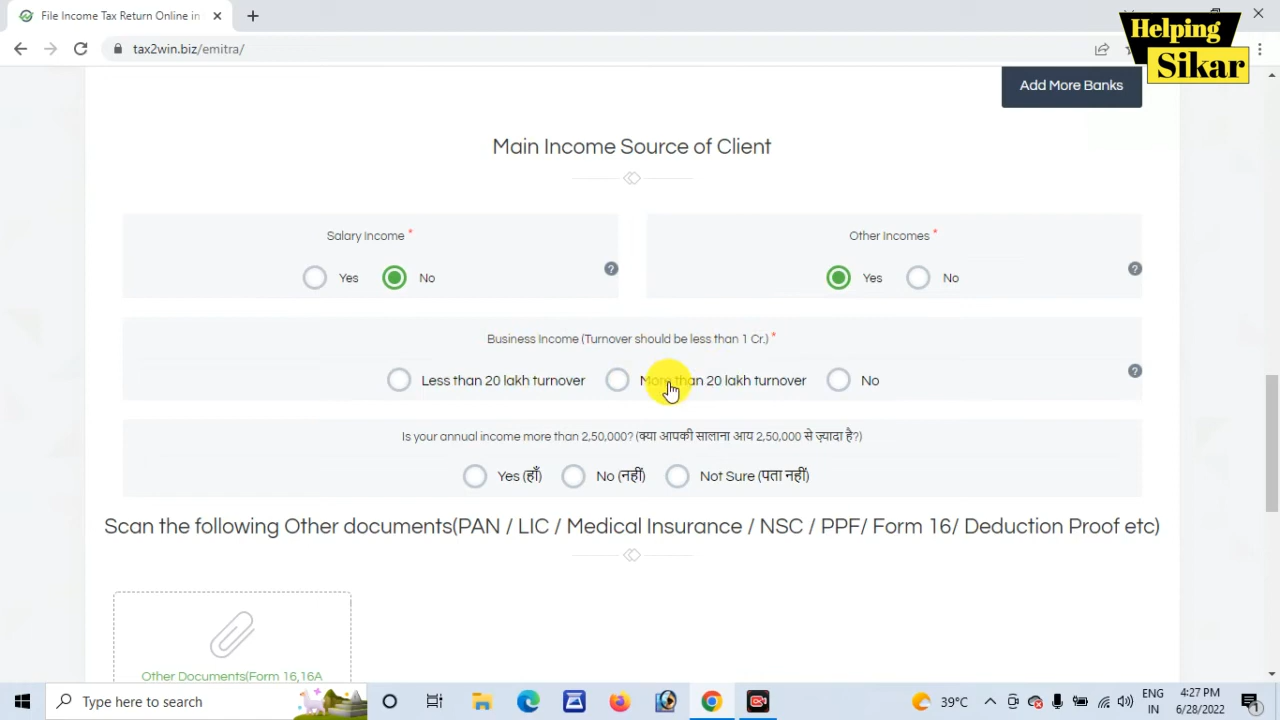 File Income Tax Return Online in
tax2win.biz/emitra/
Helping
Sikar
Add More Banks
Main Income Source of Client
Salary Income *
Yes
No
?
Other Incomes *
Yes
No
?
Business Income (Turnover should be less than 1 Cr.) *
Less than 20 lakh turnover
More than 20 lakh turnover
No
?
Is your annual income more than 2,50,000? (क्या आपकी सालाना आय 2,50,000 से ज़्यादा है?)
Yes (हाँ)
No (नहीं)
Not Sure (पता नहीं)
Scan the following Other documents(PAN / LIC / Medical Insurance / NSC / PPF/ Form 16/ Deduction Proof etc)
Other Documents(Form 16,16A
Type here to search
39°C
ENG
IN
4:27 PM
6/28/2022
1